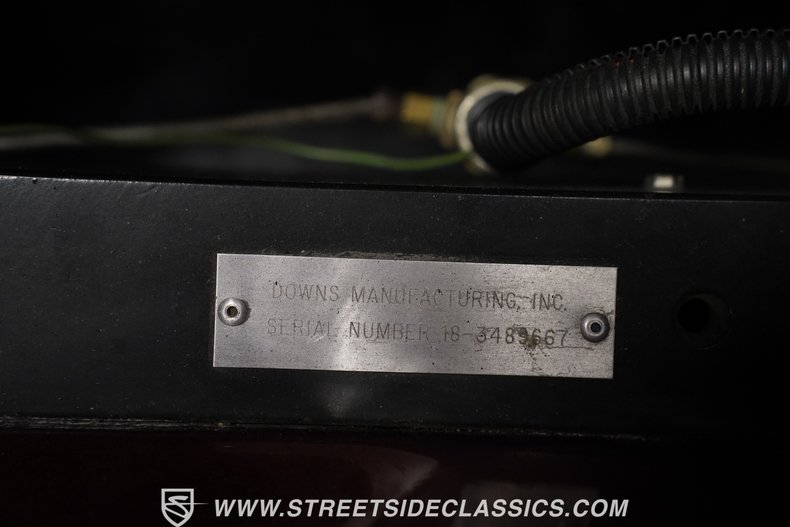 DOWNS MANUFACTURING, INC.
SERIAL NUMBER 18-3489667
WWW.STREETSIDECLASSICS.COM